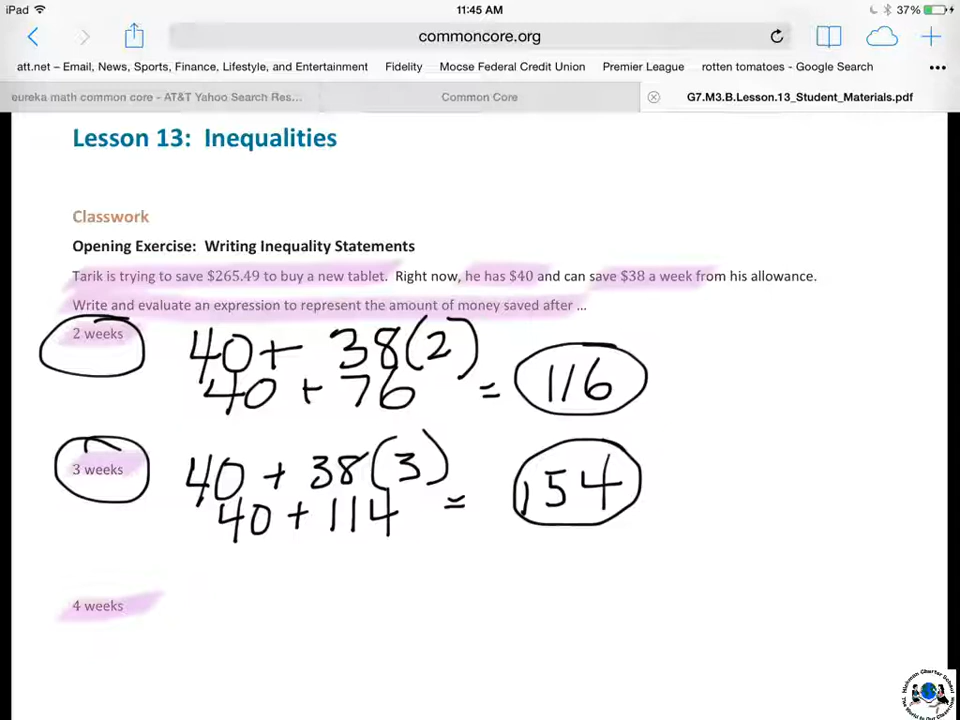 iPad 11:45 AM 37%
commoncore.org
att.net – Email, News, Sports, Finance, Lifestyle, and Entertainment Fidelity Mocse Federal Credit Union Premier League rotten tomatoes - Google Search
eureka math common core - AT&T Yahoo Search Res... Common Core G7.M3.B.Lesson.13_Student_Materials.pdf
Lesson 13: Inequalities
Classwork
Opening Exercise: Writing Inequality Statements
Tarik is trying to save $265.49 to buy a new tablet. Right now, he has $40 and can save $38 a week from his allowance.
Write and evaluate an expression to represent the amount of money saved after ...
2 weeks 40 + 38(2)
40 + 76 = 116
3 weeks 40 + 38(3)
40 + 114 = 154
4 weeks